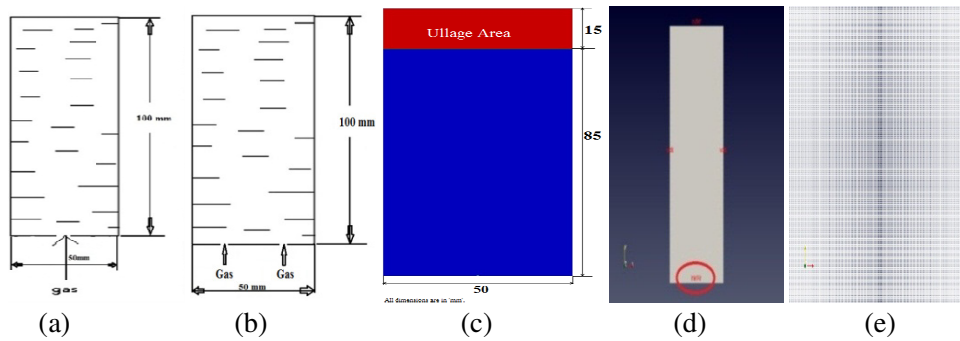 100 mm
50mm
gas
100 mm
Gas
Gas
50 mm
Ullage Area
15
85
50
All dimensions are in 'mm'.
(a)
(b)
(c)
(d)
(e)